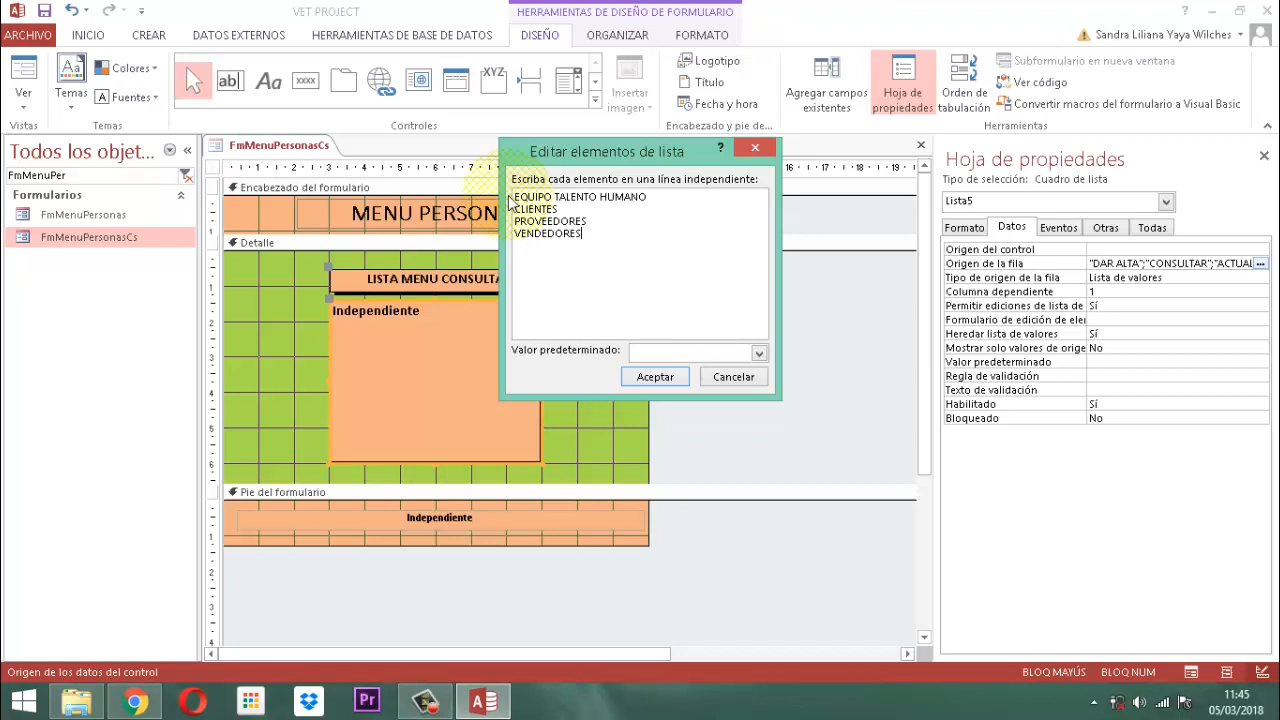 VET PROJECT
HERRAMIENTAS DE DISEÑO DE FORMULARIO
ARCHIVO INICIO CREAR DATOS EXTERNOS HERRAMIENTAS DE BASE DE DATOS DISEÑO ORGANIZAR FORMATO Sandra Liliana Yaya Wilches
Ver
Vistas
Temas
Colores
Fuentes
Temas
ab|
Aa
xxxx
XYZ
Controles
Insertar
imagen
Logotipo
Título
Fecha y hora
Encabezado y pie de...
Agregar campos
existentes
Hoja de
propiedades
Orden de
tabulación
Subformulario en nueva ventana
Ver código
Convertir macros del formulario a Visual Basic
Herramientas
Todos los objet...
FmMenuPer
Formularios
FmMenuPersonas
FmMenuPersonasCs
FmMenuPersonasCs
Encabezado del formulario
MENU PERSON
Detalle
LISTA MENU CONSULTA
Independiente
Pie del formulario
Independiente
Editar elementos de lista
Escriba cada elemento en una línea independiente:
EQUIPO TALENTO HUMANO
CLIENTES
PROVEEDORES
VENDEDORES
Valor predeterminado:
Aceptar Cancelar
Hoja de propiedades
Tipo de selección: Cuadro de lista
Lista5
Formato Datos Eventos Otras Todas
Origen del control
Origen de la fila "DAR ALTA";"CONSULTAR";"ACTUAL
Tipo de origen de la fila Lista de valores
Columna dependiente 1
Permitir ediciones de lista de Sí
Formulario de edición de ele
Heredar lista de valores Sí
Mostrar solo valores de orige No
Valor predeterminado
Regla de validación
Texto de validación
Habilitado Sí
Bloqueado No
Origen de los datos del control BLOQ MAYÚS BLOQ NUM
Pr
11:45
05/03/2018